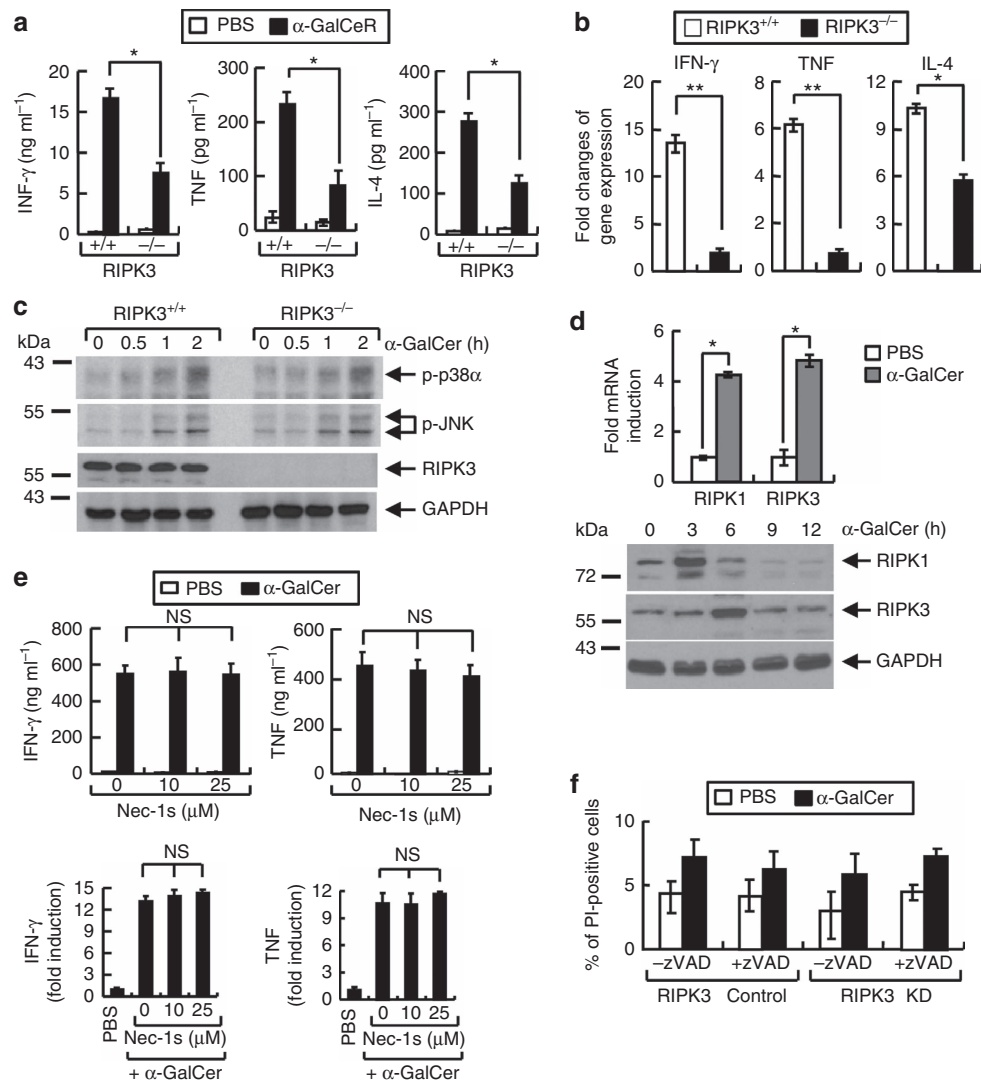 a
PBS α-GalCeR
INF-γ (ng ml−1)
20
15
10
5
0
+/+ −/−
RIPK3
*
TNF (pg ml−1)
300
200
100
0
+/+ −/−
RIPK3
*
IL-4 (pg ml−1)
400
300
200
100
0
+/+ −/−
RIPK3
*
b
RIPK3+/+ RIPK3−/−
Fold changes of
gene expression
IFN-γ
**
20
15
10
5
0
TNF
**
8
6
4
2
0
IL-4
*
12
9
6
3
0
c
RIPK3+/+ RIPK3−/−
kDa 0 0.5 1 2 0 0.5 1 2 α-GalCer (h)
43 p-p38α
55 p-JNK
55 RIPK3
43 GAPDH
d
PBS
α-GalCer
Fold mRNA
induction
6
4
2
0
* *
RIPK1 RIPK3
kDa 0 3 6 9 12 α-GalCer (h)
RIPK1
72
RIPK3
55
43
GAPDH
e
PBS α-GalCer
NS
IFN-γ (ng ml−1)
800
600
400
200
0
0 10 25
Nec-1s (μM)
NS
TNF (ng ml−1)
600
400
200
0
0 10 25
Nec-1s (μM)
NS
IFN-γ
(fold induction)
15
12
9
6
3
0
PBS 0 10 25
Nec-1s (μM)
+ α-GalCer
NS
TNF
(fold induction)
12
9
6
3
0
PBS 0 10 25
Nec-1s (μM)
+ α-GalCer
f
PBS α-GalCer
% of PI-positive cells
10
5
0
−zVAD +zVAD −zVAD +zVAD
RIPK3 Control RIPK3 KD